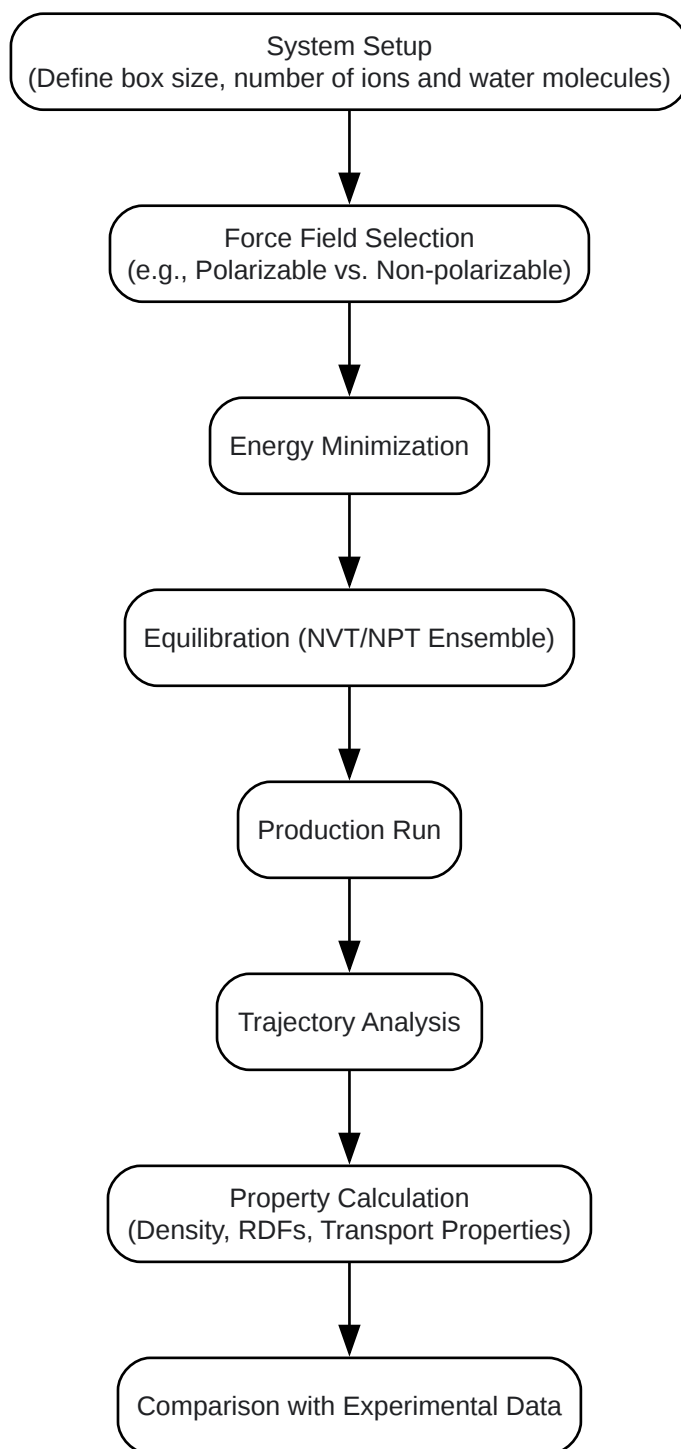 System Setup
(Define box size, number of ions and water molecules)
Force Field Selection
(e.g., Polarizable vs. Non-polarizable)
Energy Minimization
Equilibration (NVT/NPT Ensemble)
Production Run
Trajectory Analysis
Property Calculation
(Density, RDFs, Transport Properties)
Comparison with Experimental Data